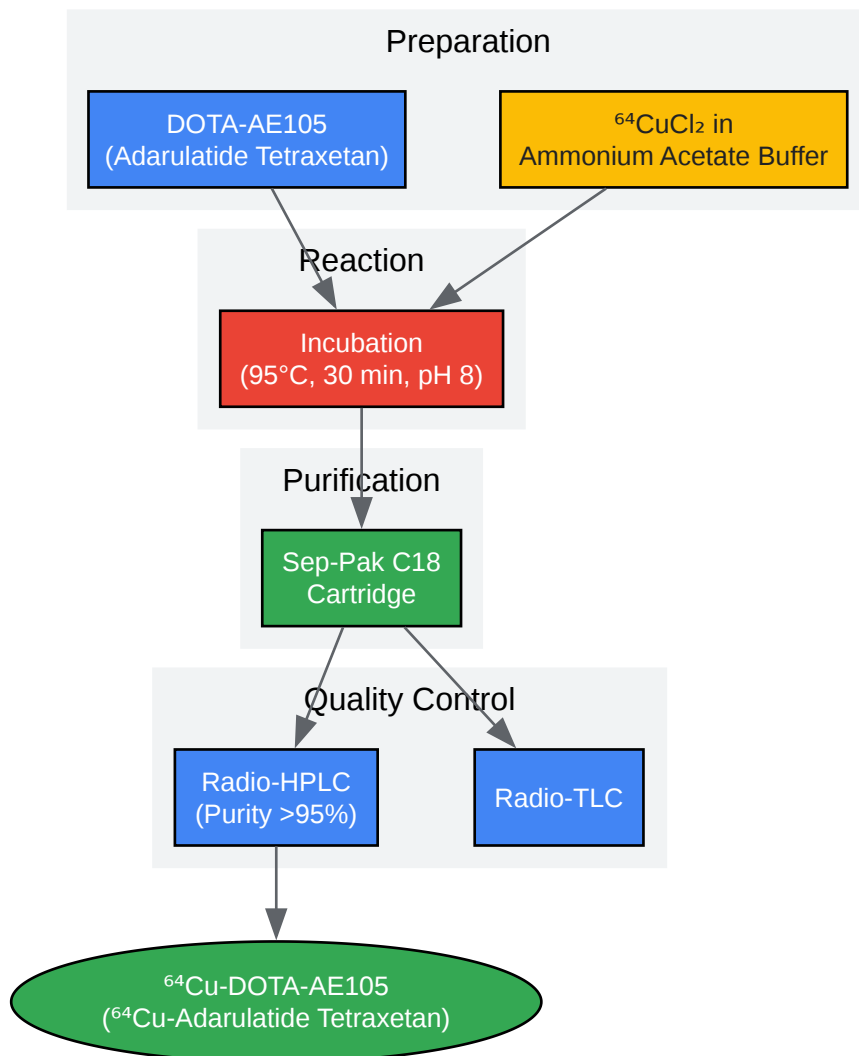 Preparation
DOTA-AE105
(Adarulatide Tetraxetan)
⁶⁴CuCl₂ in
Ammonium Acetate Buffer
Reaction
Incubation
(95°C, 30 min, pH 8)
Purification
Sep-Pak C18
Cartridge
Quality Control
Radio-HPLC
(Purity >95%)
Radio-TLC
⁶⁴Cu-DOTA-AE105
(⁶⁴Cu-Adarulatide Tetraxetan)